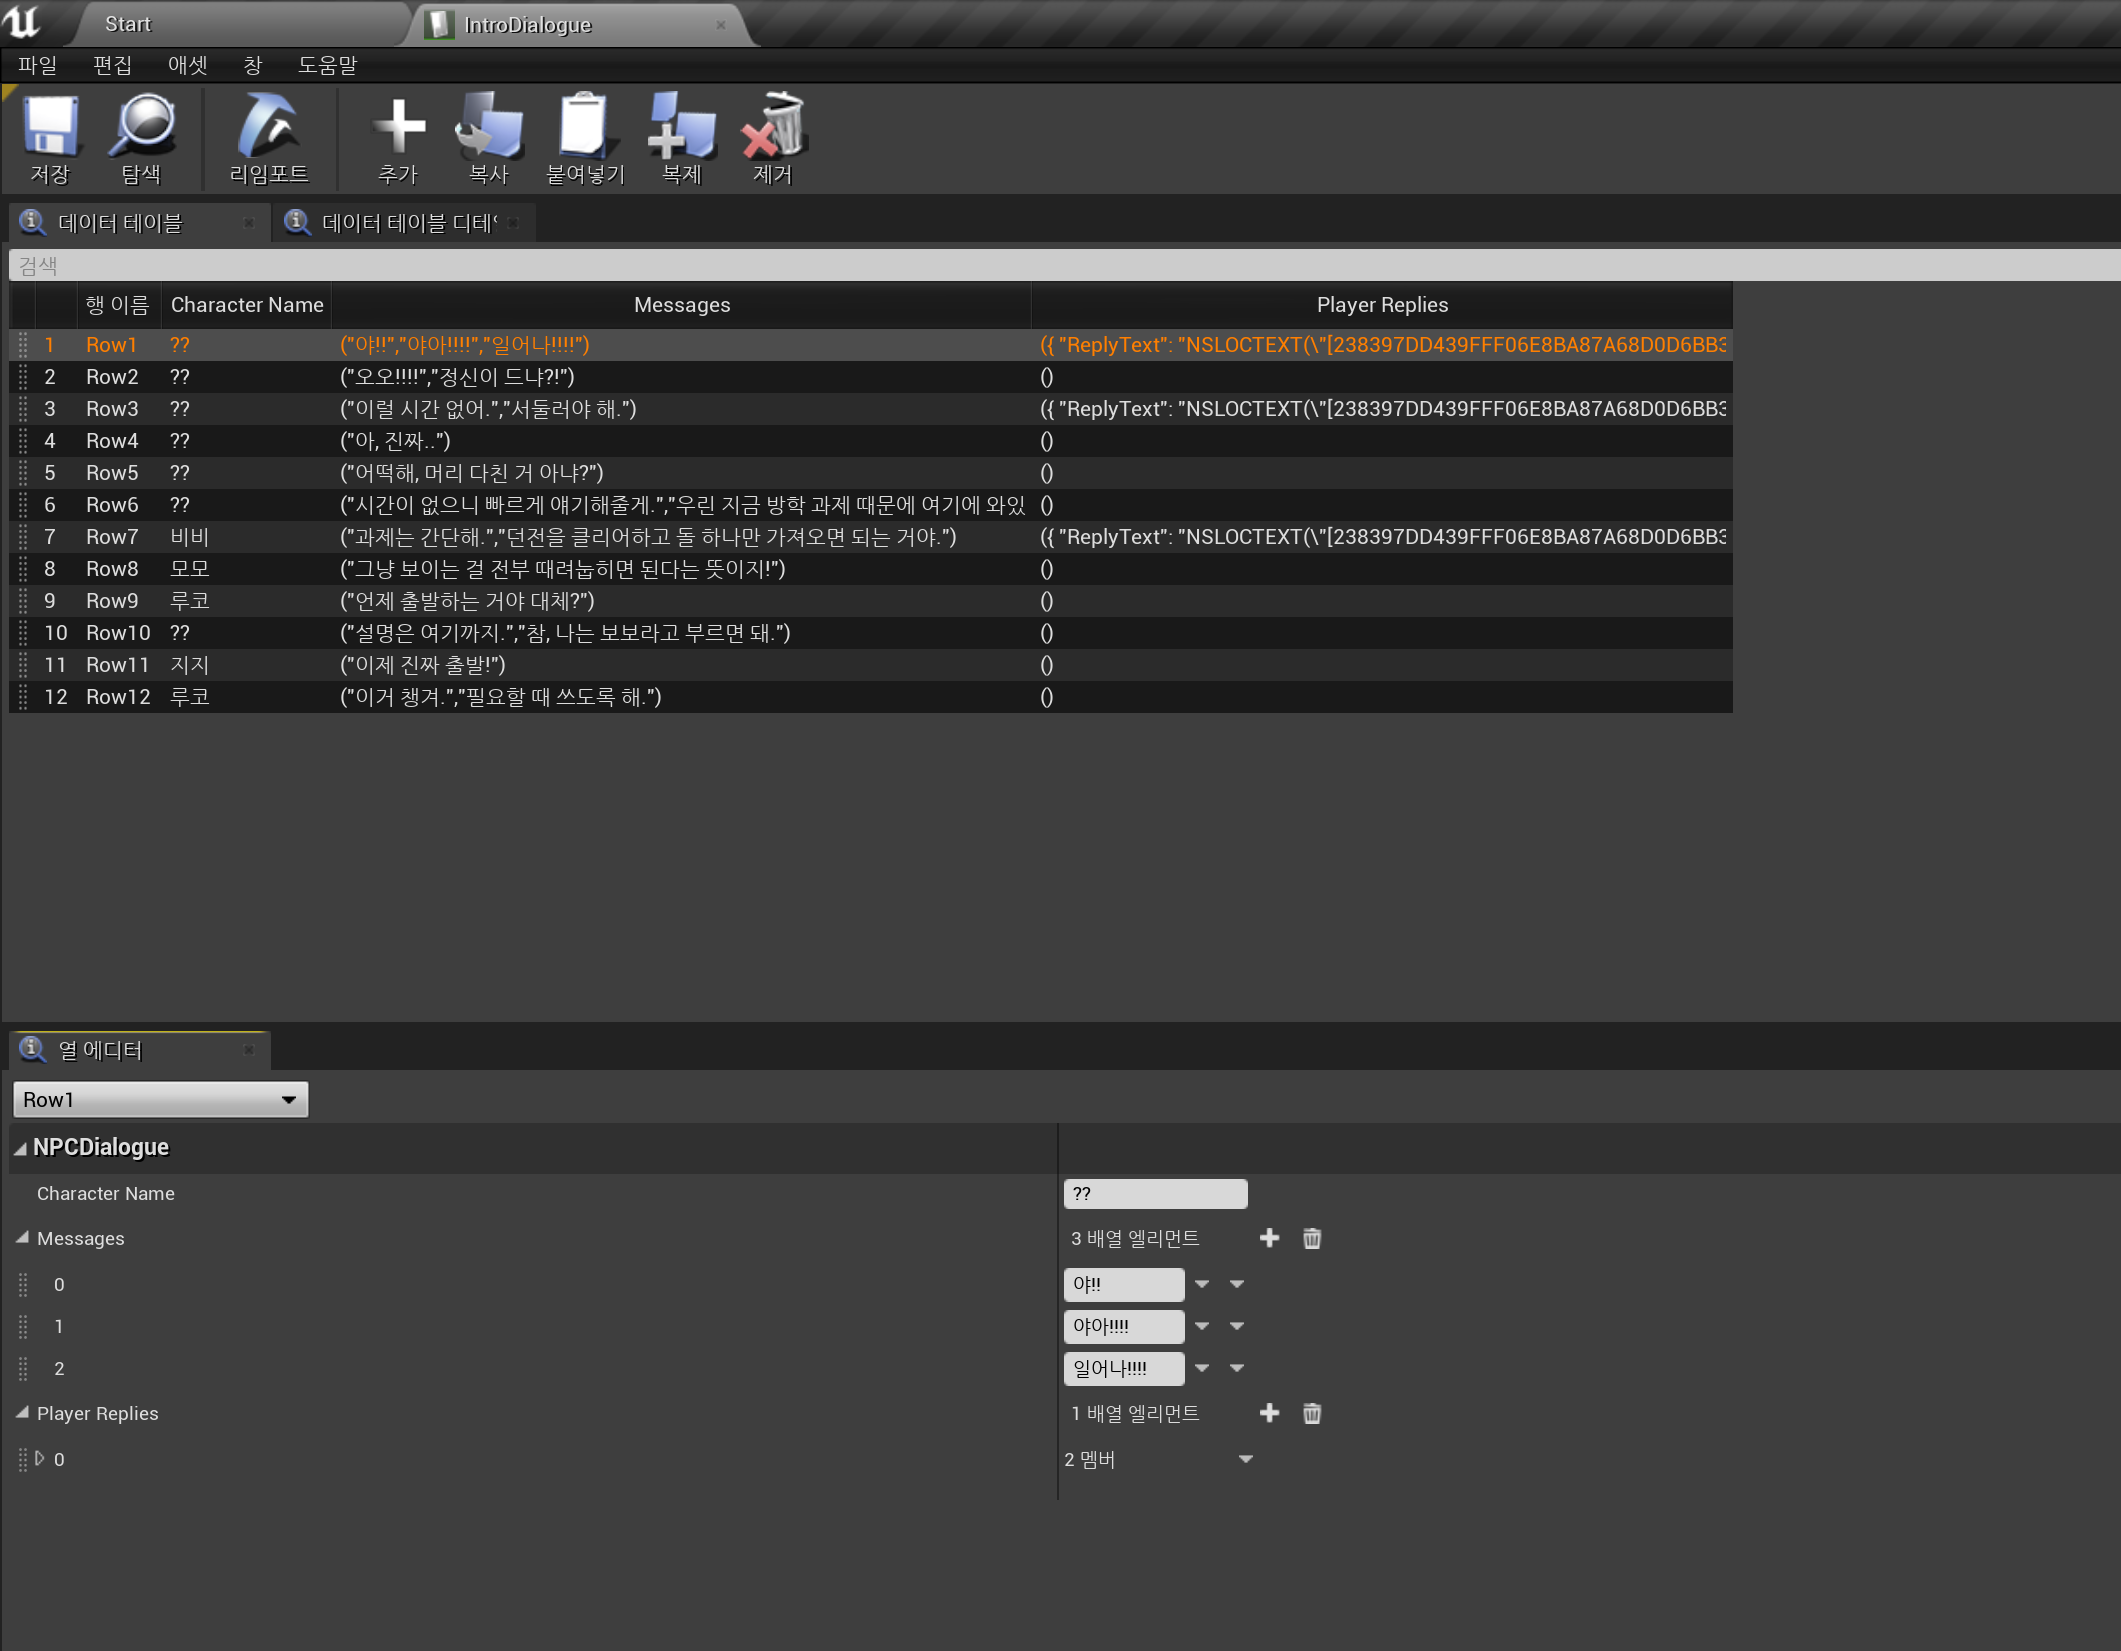 Start
IntroDialogue
파일 편집 애셋 창 도움말
저장 탐색 리임포트 추가 복사 붙여넣기 복제 제거
데이터 테이블 데이터 테이블 디테
검색
행 이름 Character Name Messages Player Replies
1 Row1 ?? ("야!!","야아!!!!","일어나!!!!") ({ "ReplyText": "NSLOCTEXT(\"[238397DD439FFF06E8BA87A68D0D6BB3
2 Row2 ?? ("오오!!!!","정신이 드냐?!") ()
3 Row3 ?? ("이럴 시간 없어.","서둘러야 해.") ({ "ReplyText": "NSLOCTEXT(\"[238397DD439FFF06E8BA87A68D0D6BB3
4 Row4 ?? ("아, 진짜..") ()
5 Row5 ?? ("어떡해, 머리 다친 거 아냐?") ()
6 Row6 ?? ("시간이 없으니 빠르게 얘기해줄게.","우린 지금 방학 과제 때문에 여기에 와있 ()
7 Row7 비비 ("과제는 간단해.","던전을 클리어하고 돌 하나만 가져오면 되는 거야.") ({ "ReplyText": "NSLOCTEXT(\"[238397DD439FFF06E8BA87A68D0D6BB3
8 Row8 모모 ("그냥 보이는 걸 전부 때려눕히면 된다는 뜻이지!") ()
9 Row9 루코 ("언제 출발하는 거야 대체?") ()
10 Row10 ?? ("설명은 여기까지.","참, 나는 보보라고 부르면 돼.") ()
11 Row11 지지 ("이제 진짜 출발!") ()
12 Row12 루코 ("이거 챙겨.","필요할 때 쓰도록 해.") ()
열 에디터
Row1
NPCDialogue
Character Name ??
Messages 3 배열 엘리먼트
0 야!!
1 야아!!!!
2 일어나!!!!
Player Replies 1 배열 엘리먼트
0 2 멤버